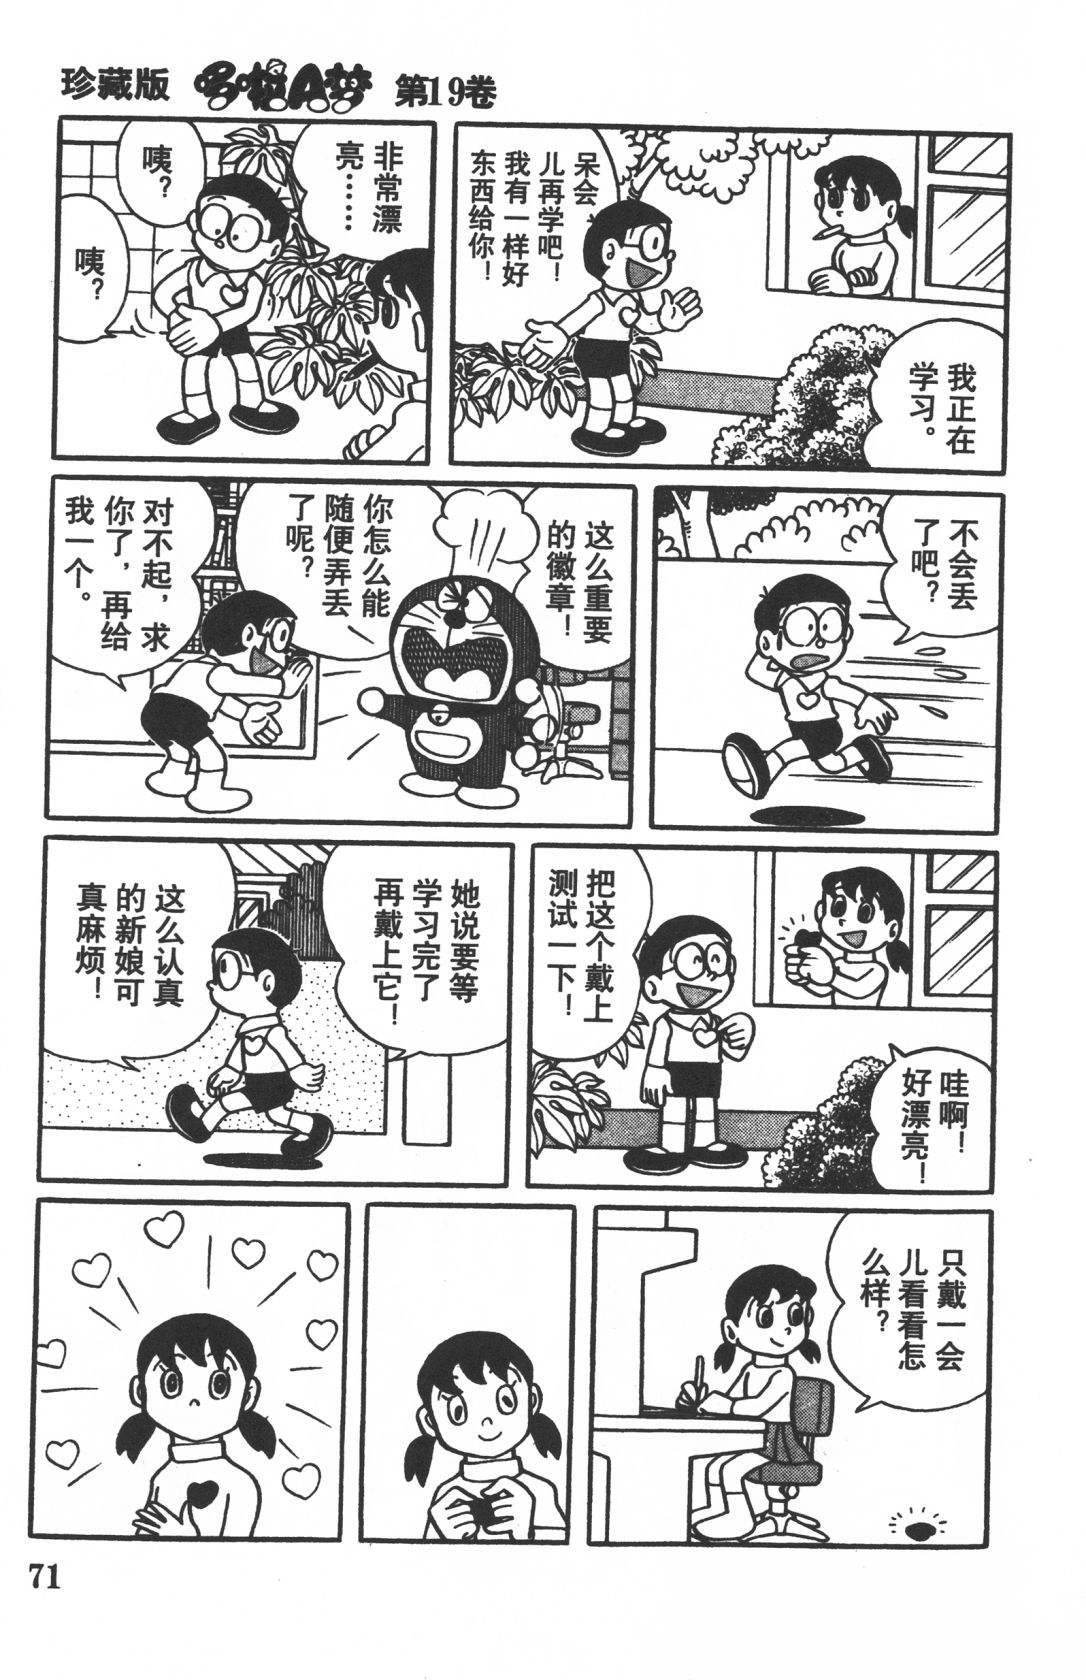 珍藏版 哆啦A梦 第19卷
我正在
学习。
呆会
儿再学吧！
我有一样好
东西给你！
非常漂
亮……
咦？
咦？
不会丢
了吧？
这么重要
的徽章！
你怎么能
随便弄丢
了呢？
对不起，求
你了，再给
我一个。
哇啊！
好漂亮！
把这个戴上
测试一下！
她说要等
学习完了
再戴上它！
这么认真
的新娘可
真麻烦！
只戴一会
儿看看怎
么样？
71